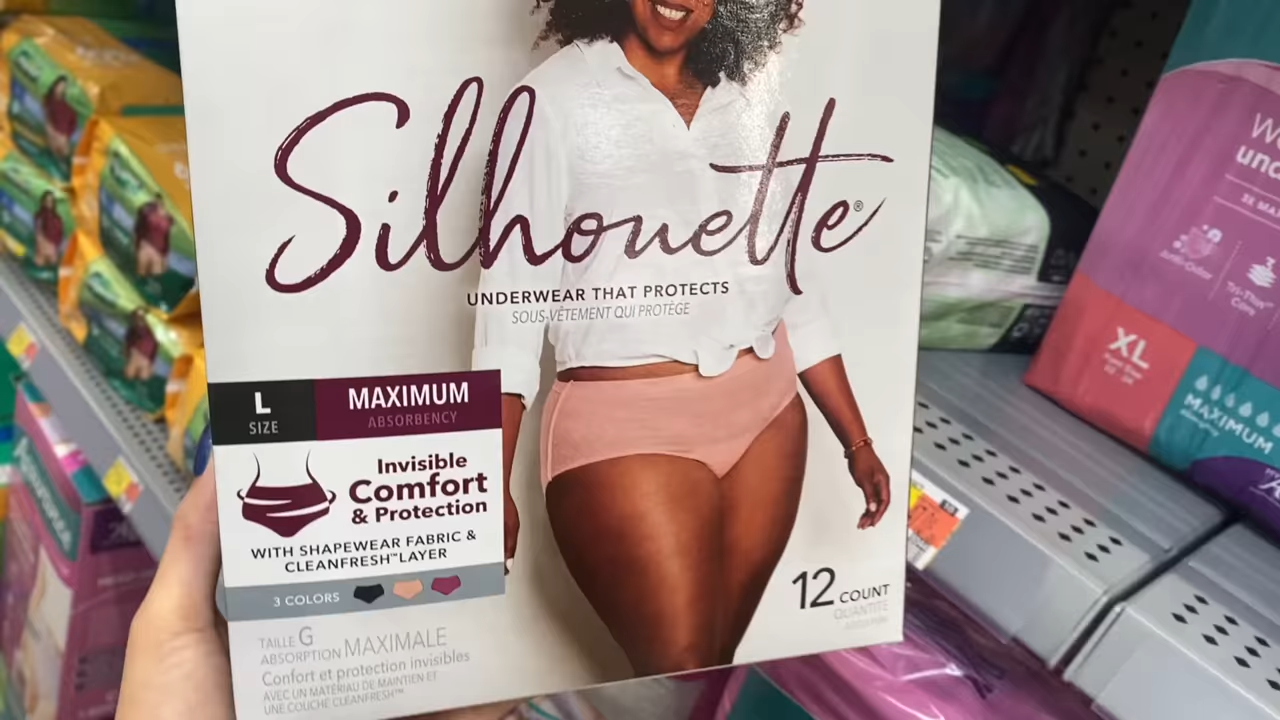 Silhouette®
UNDERWEAR THAT PROTECTS
SOUS-VÊTEMENT QUI PROTÈGE
L
SIZE
MAXIMUM
ABSORBENCY
Invisible
Comfort
& Protection
WITH SHAPEWEAR FABRIC &
CLEANFRESH™ LAYER
3 COLORS
12 COUNT
QUANTITÉ
TAILLE G
ABSORPTION MAXIMALE
Confort et protection invisibles
AVEC UN MATÉRIAU DE MAINTIEN ET
UNE COUCHE CLEANFRESH™
XL
MAXIMUM